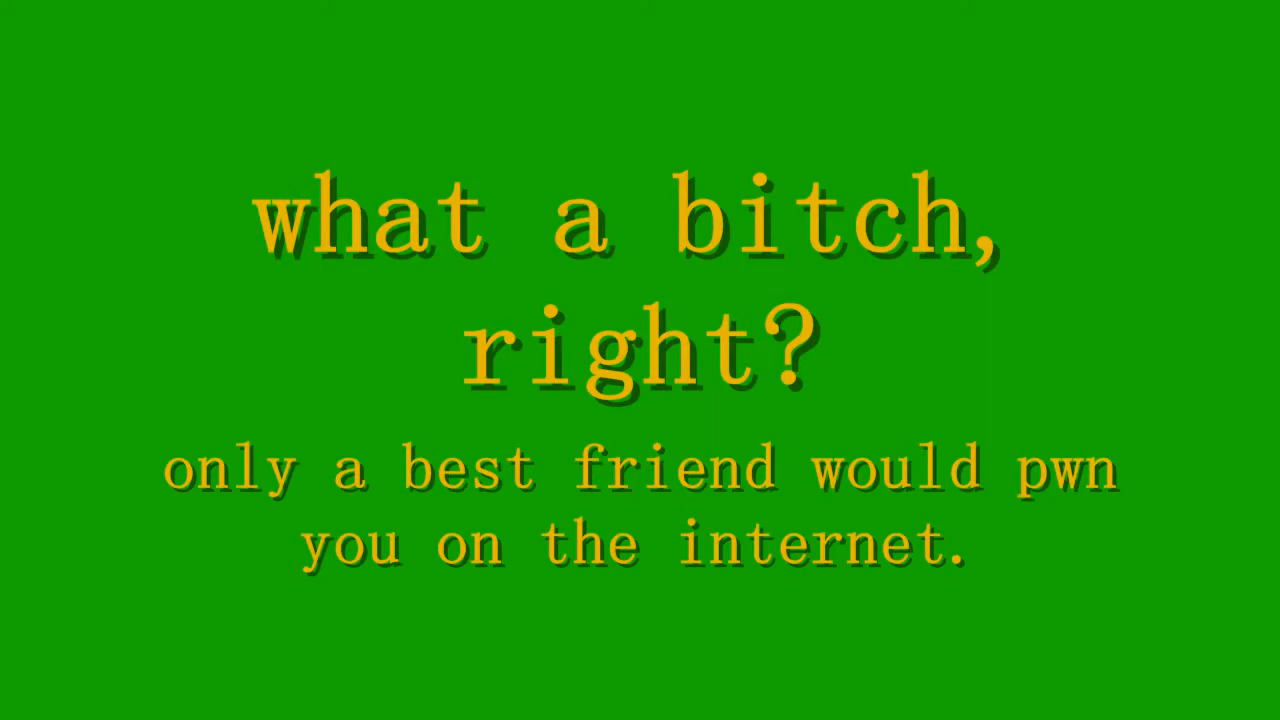 what a bitch,
right?
only a best friend would pwn
you on the internet.